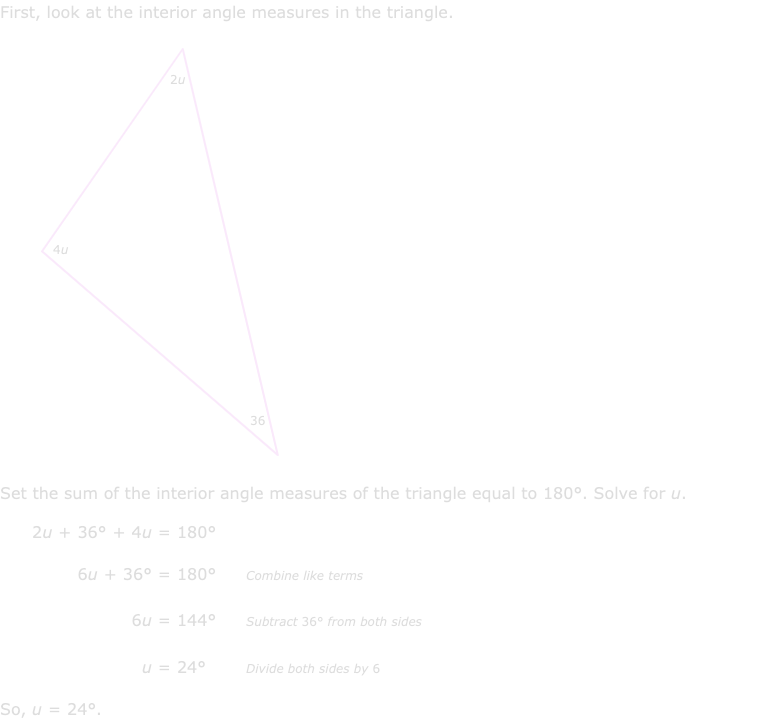 First, look at the interior angle measures in the triangle.
2u
4u
36
Set the sum of the interior angle measures of the triangle equal to 180°. Solve for u.
2u + 36° + 4u = 180°
6u + 36° = 180° Combine like terms
6u = 144° Subtract 36° from both sides
u = 24° Divide both sides by 6
So, u = 24°.